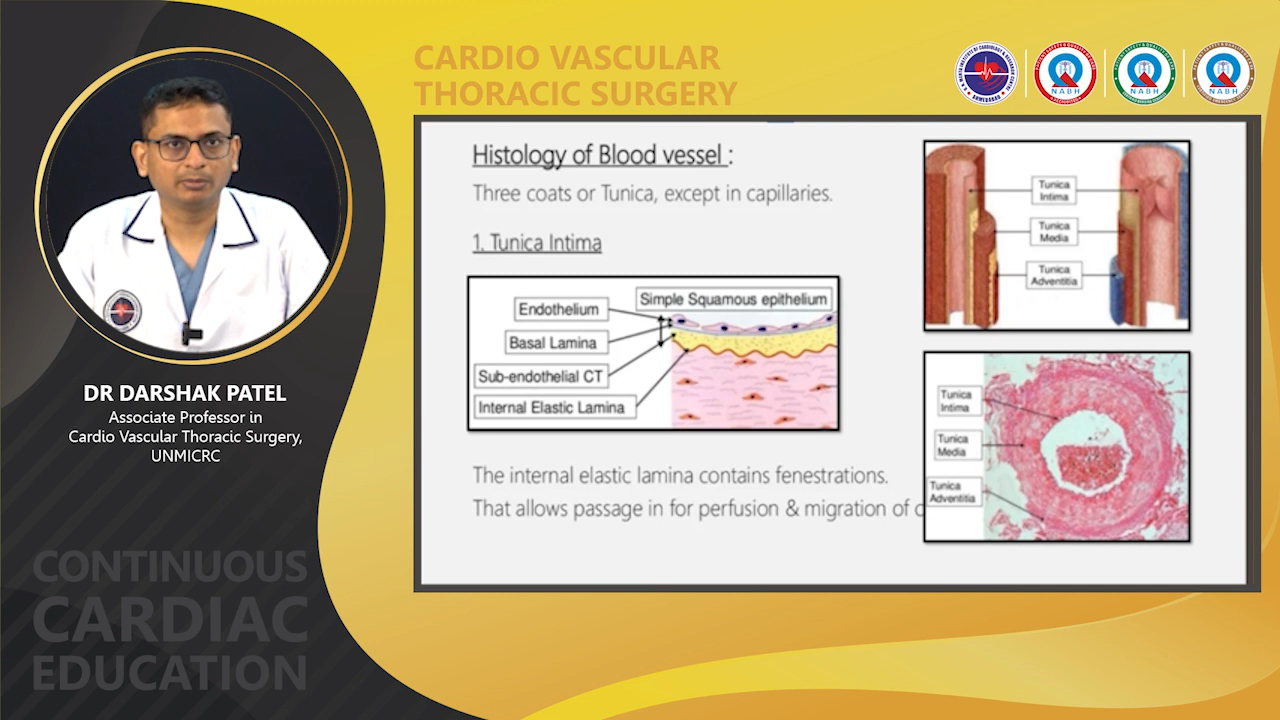 CARDIO VASCULAR
THORACIC SURGERY
NABH
NABH
NABH
DR DARSHAK PATEL
Associate Professor in
Cardio Vascular Thoracic Surgery,
UNMICRC
CONTINUOUS
CARDIAC
EDUCATION
Histology of Blood vessel :
Three coats or Tunica, except in capillaries.
1. Tunica Intima
Endothelium
Simple Squamous epithelium
Basal Lamina
Sub-endothelial CT
Internal Elastic Lamina
The internal elastic lamina contains fenestrations.
That allows passage in for perfusion & migration of
Tunica
Intima
Tunica
Media
Tunica
Adventitia
Tunica
Intima
Tunica
Media
Tunica
Adventitia